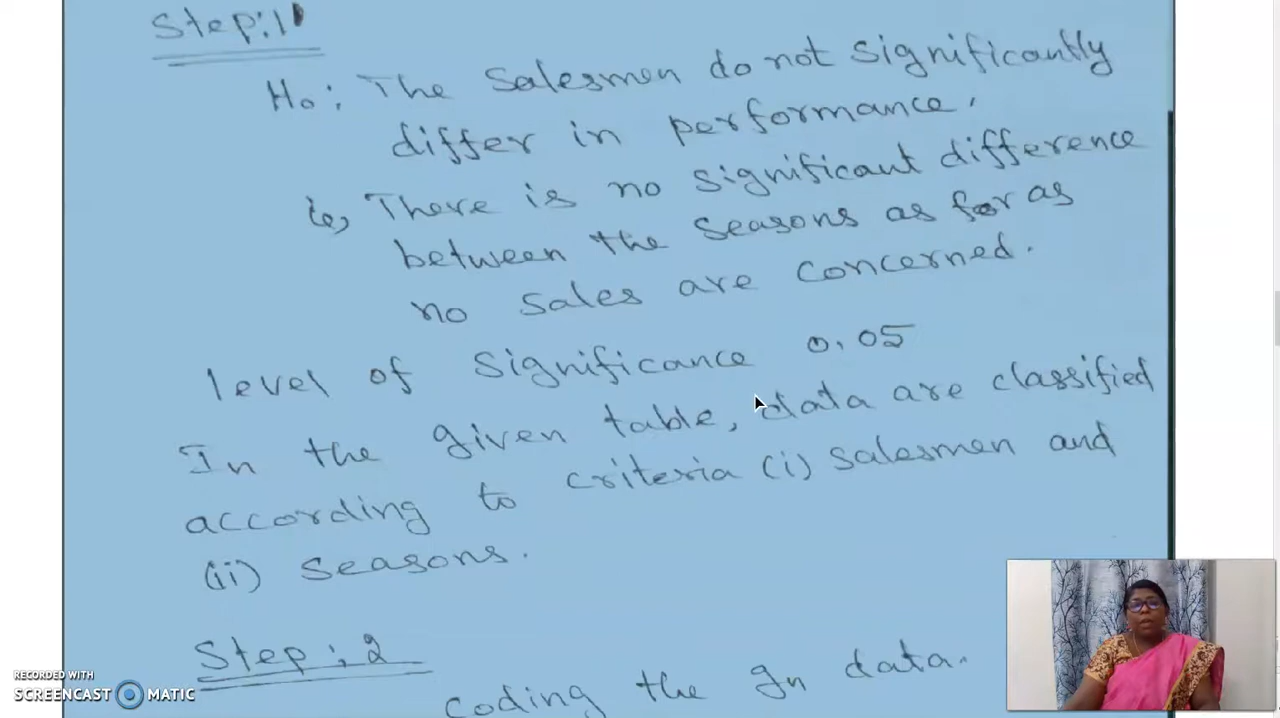 Step:1
Ho: The Salesmen do not significantly
differ in performance.
ie, There is no significant difference
between the seasons as for as
no sales are concerned.
level of significance 0.05
In the given table, data are classified
according to criteria (i) salesmen and
(ii) seasons.
Step:2
coding the gn data.
RECORDED WITH
SCREENCAST MATIC